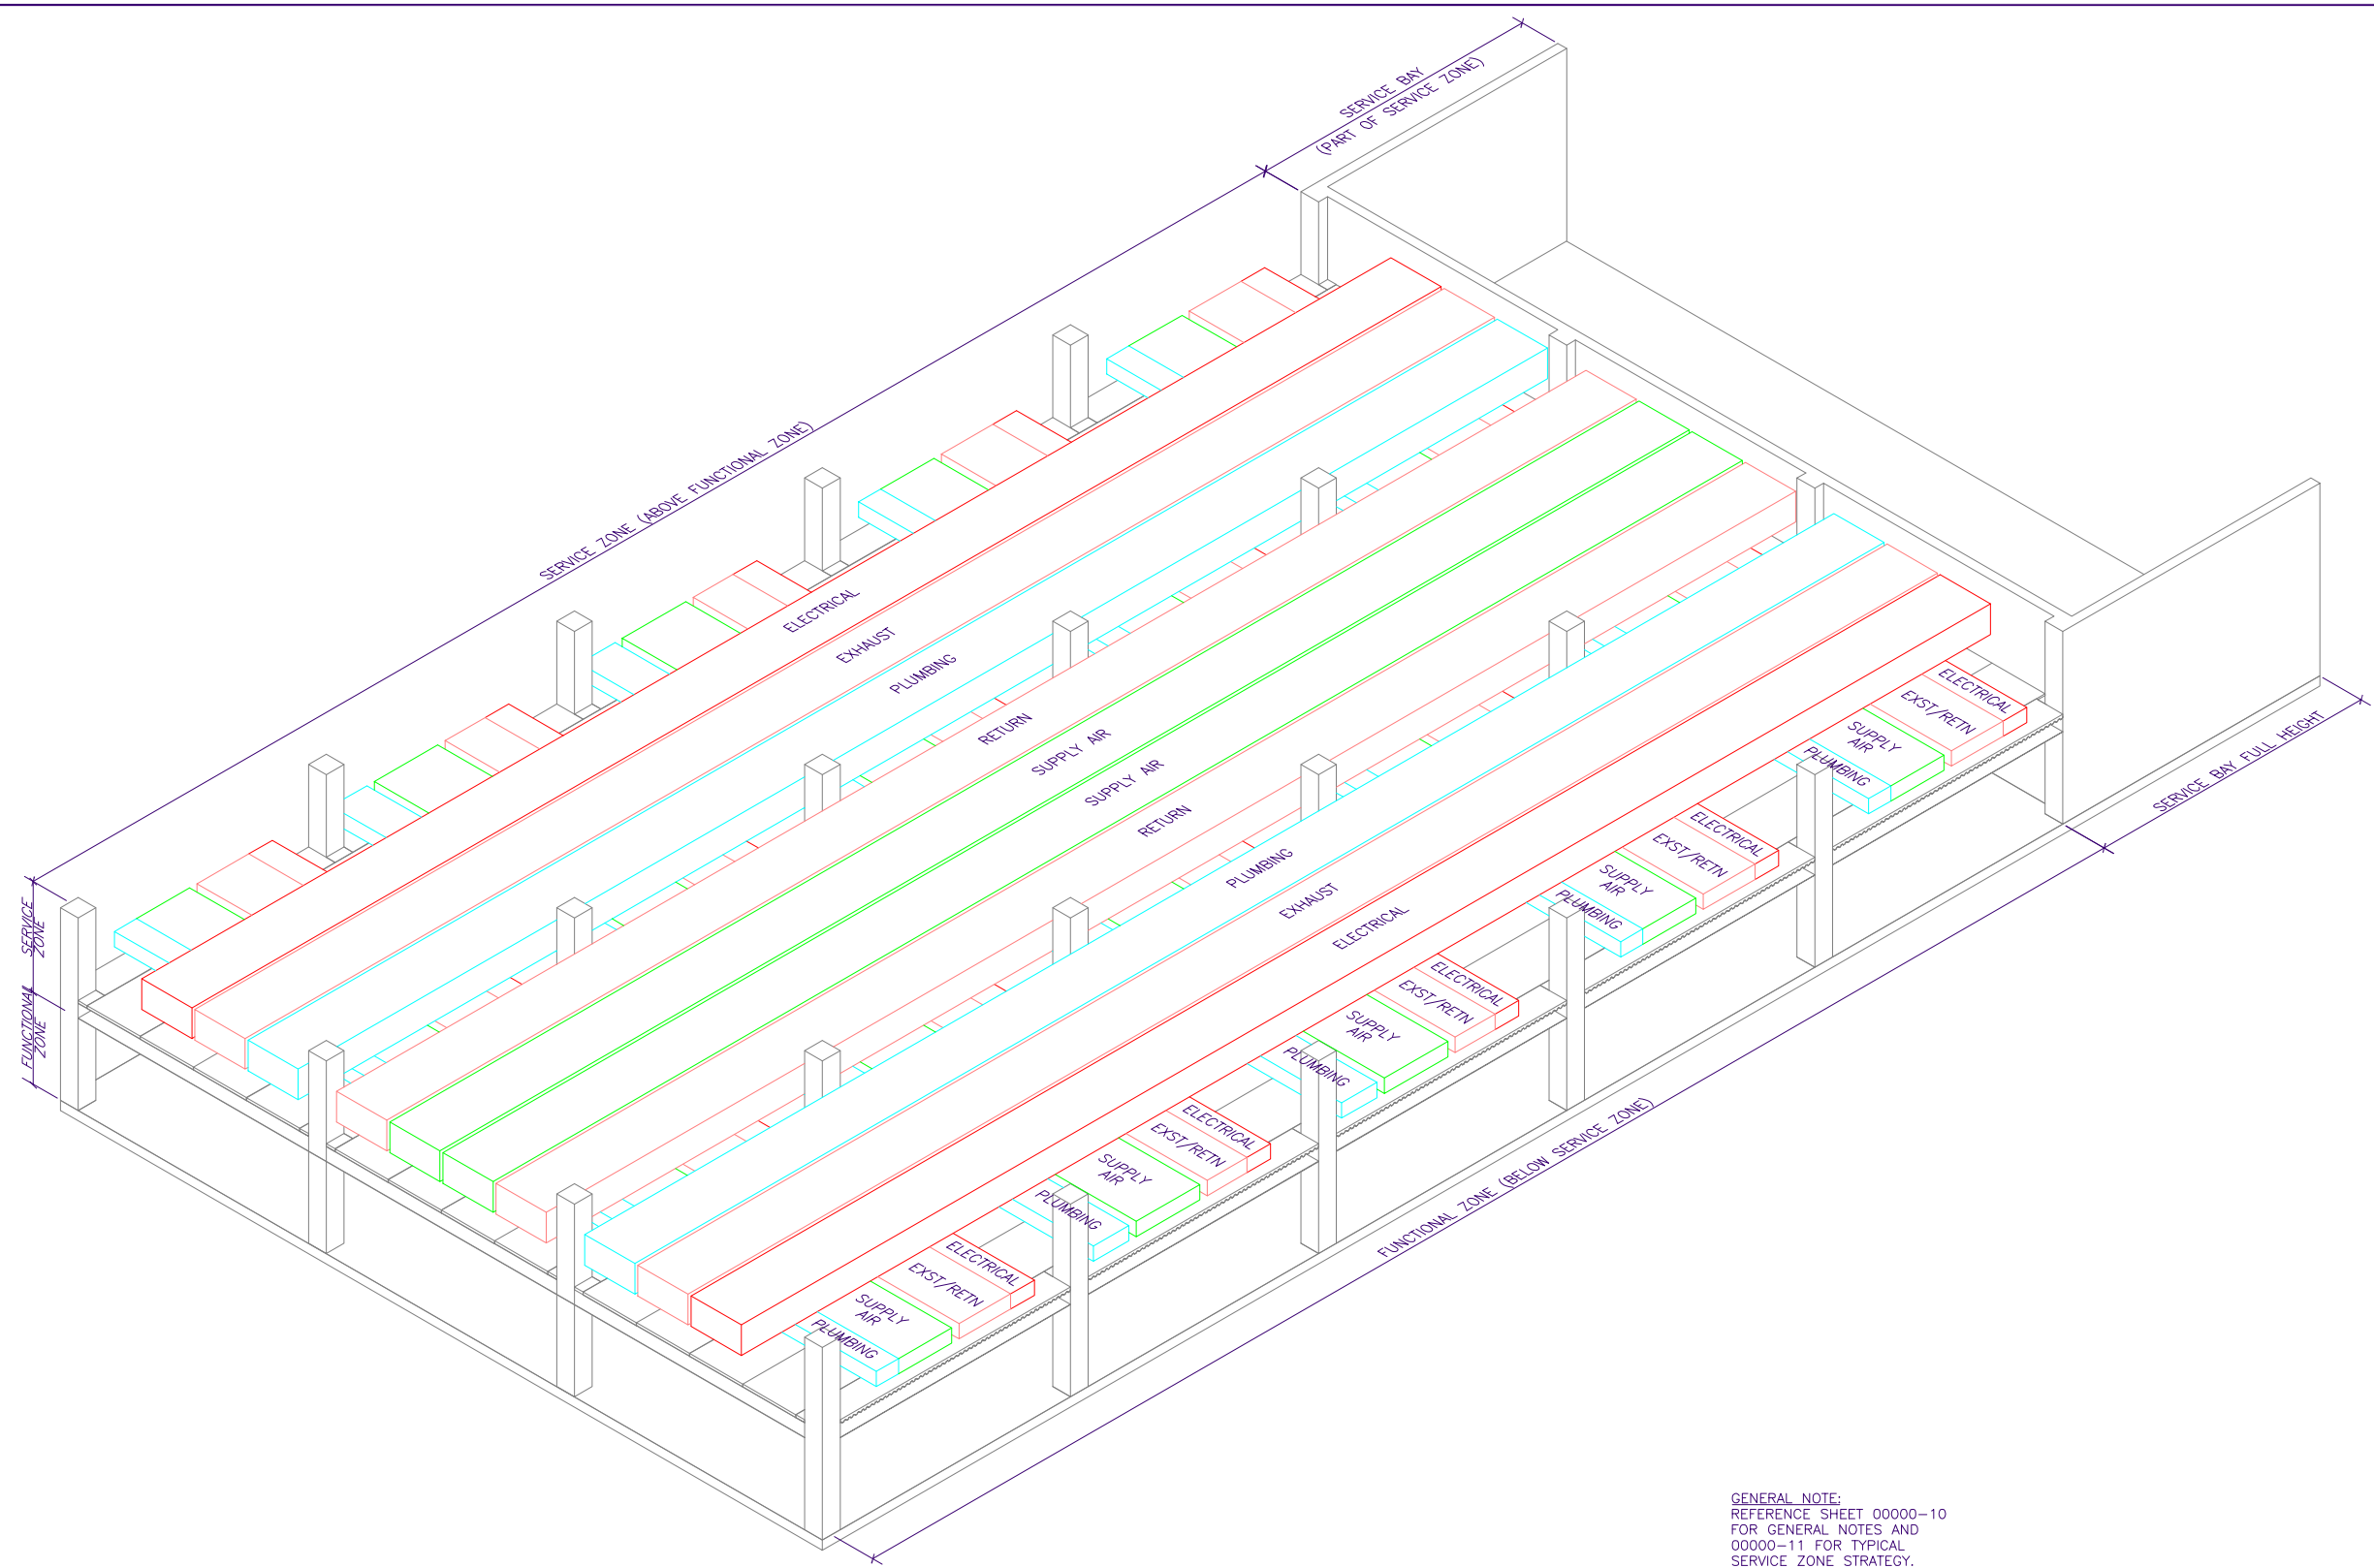 SERVICE BAY
(PART OF SERVICE ZONE)
SERVICE ZONE (ABOVE FUNCTIONAL ZONE)
ELECTRICAL
EXHAUST
PLUMBING
RETURN
SUPPLY AIR
SUPPLY AIR
RETURN
PLUMBING
EXHAUST
ELECTRICAL
ELECTRICAL
EXST/RETN
SUPPLY
AIR
PLUMBING
ELECTRICAL
EXST/RETN
SUPPLY
AIR
PLUMBING
ELECTRICAL
EXST/RETN
SUPPLY
AIR
PLUMBING
ELECTRICAL
EXST/RETN
SUPPLY
AIR
PLUMBING
ELECTRICAL
EXST/RETN
SUPPLY
AIR
PLUMBING
SERVICE BAY FULL HEIGHT
SERVICE
ZONE
FUNCTIONAL
ZONE
FUNCTIONAL ZONE (BELOW SERVICE ZONE)
GENERAL NOTE:
REFERENCE SHEET 00000-10
FOR GENERAL NOTES AND
00000-11 FOR TYPICAL
SERVICE ZONE STRATEGY.